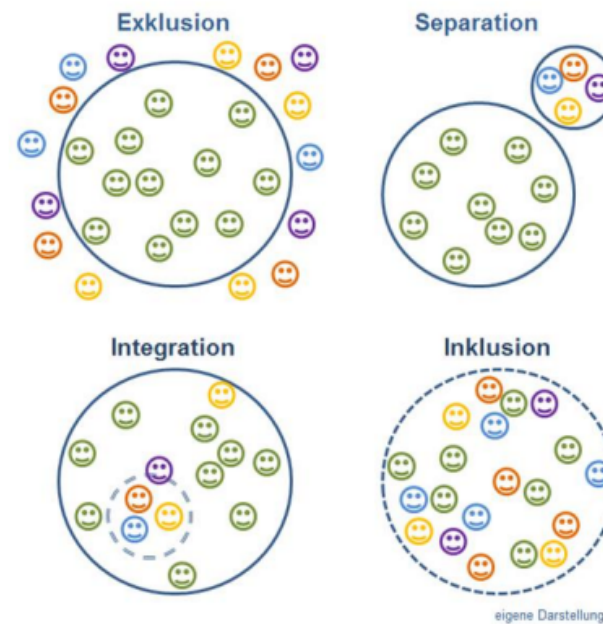 Exklusion
Separation
Integration
Inklusion
eigene Darstellung